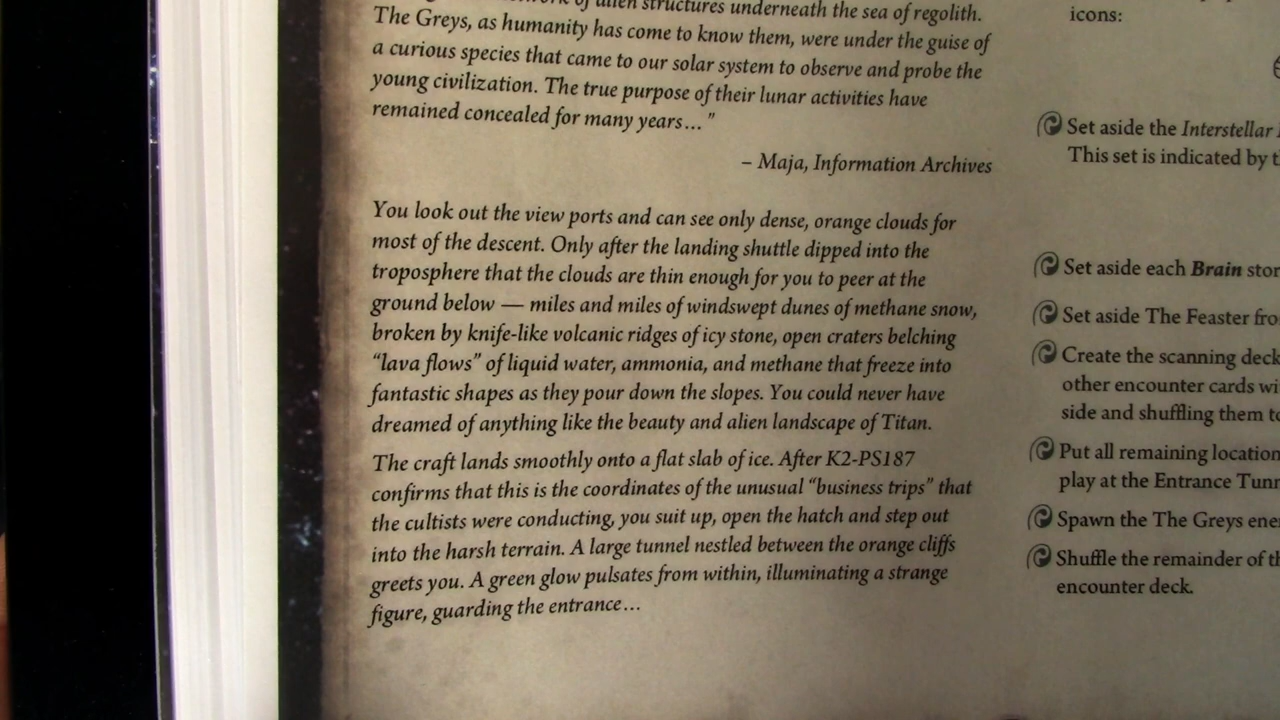 of alien structures underneath the sea of regolith.
The Greys, as humanity has come to know them, were under the guise of
a curious species that came to our solar system to observe and probe the
young civilization. The true purpose of their lunar activities have
remained concealed for many years…"
– Maja, Information Archives
You look out the view ports and can see only dense, orange clouds for
most of the descent. Only after the landing shuttle dipped into the
troposphere that the clouds are thin enough for you to peer at the
ground below — miles and miles of windswept dunes of methane snow,
broken by knife-like volcanic ridges of icy stone, open craters belching
“lava flows” of liquid water, ammonia, and methane that freeze into
fantastic shapes as they pour down the slopes. You could never have
dreamed of anything like the beauty and alien landscape of Titan.
The craft lands smoothly onto a flat slab of ice. After K2-PS187
confirms that this is the coordinates of the unusual “business trips” that
the cultists were conducting, you suit up, open the hatch and step out
into the harsh terrain. A large tunnel nestled between the orange cliffs
greets you. A green glow pulsates from within, illuminating a strange
figure, guarding the entrance…
icons:
Set aside the Interstellar
This set is indicated by
Set aside each Brain
Set aside The Feaster
Create the scanning deck
other encounter cards
side and shuffling them
Put all remaining
play at the Entrance
Spawn the The Greys
Shuffle the remainder of
encounter deck.